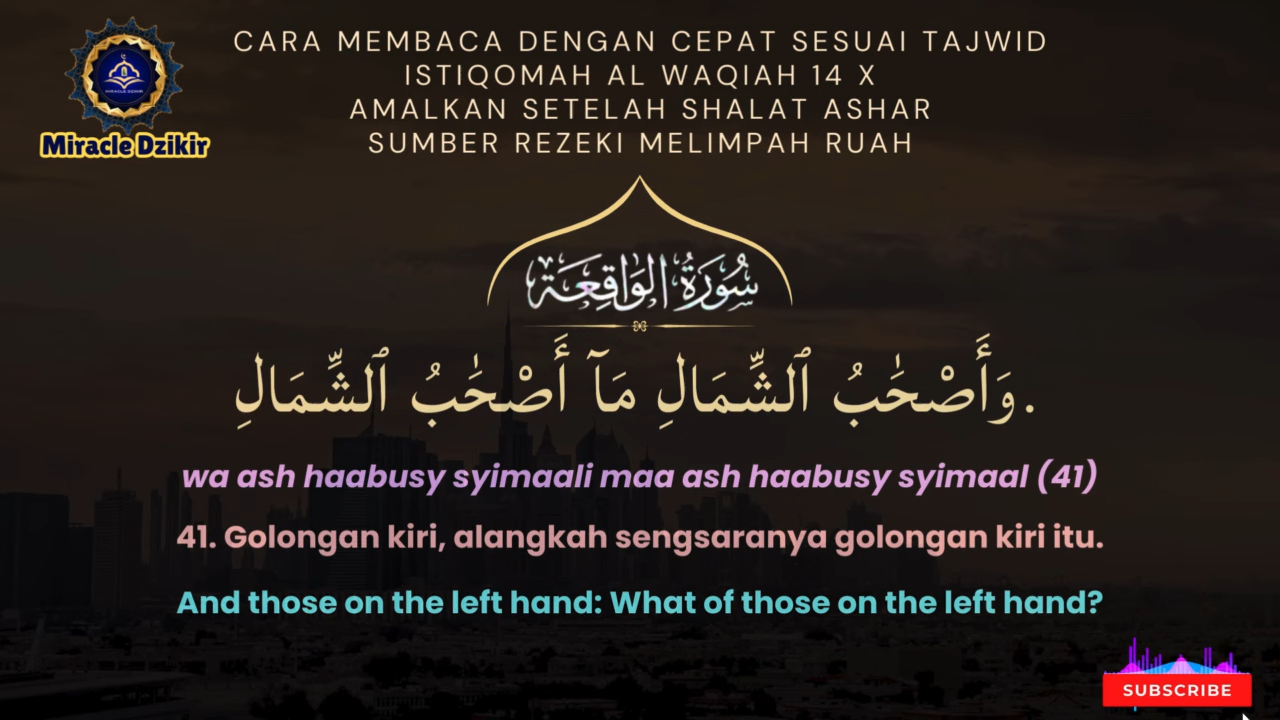 CARA MEMBACA DENGAN CEPAT SESUAI TAJWID
ISTIQOMAH AL WAQIAH 14 X
AMALKAN SETELAH SHALAT ASHAR
SUMBER REZEKI MELIMPAH RUAH
MIRACLE DZIKIR
Miracle Dzikir
سُورَةُ الوَاقِعَة
وَأَصْحَٰبُ ٱلشِّمَالِ مَآ أَصْحَٰبُ ٱلشِّمَالِ.
wa ash haabusy syimaali maa ash haabusy syimaal (41)
41. Golongan kiri, alangkah sengsaranya golongan kiri itu.
And those on the left hand: What of those on the left hand?
SUBSCRIBE